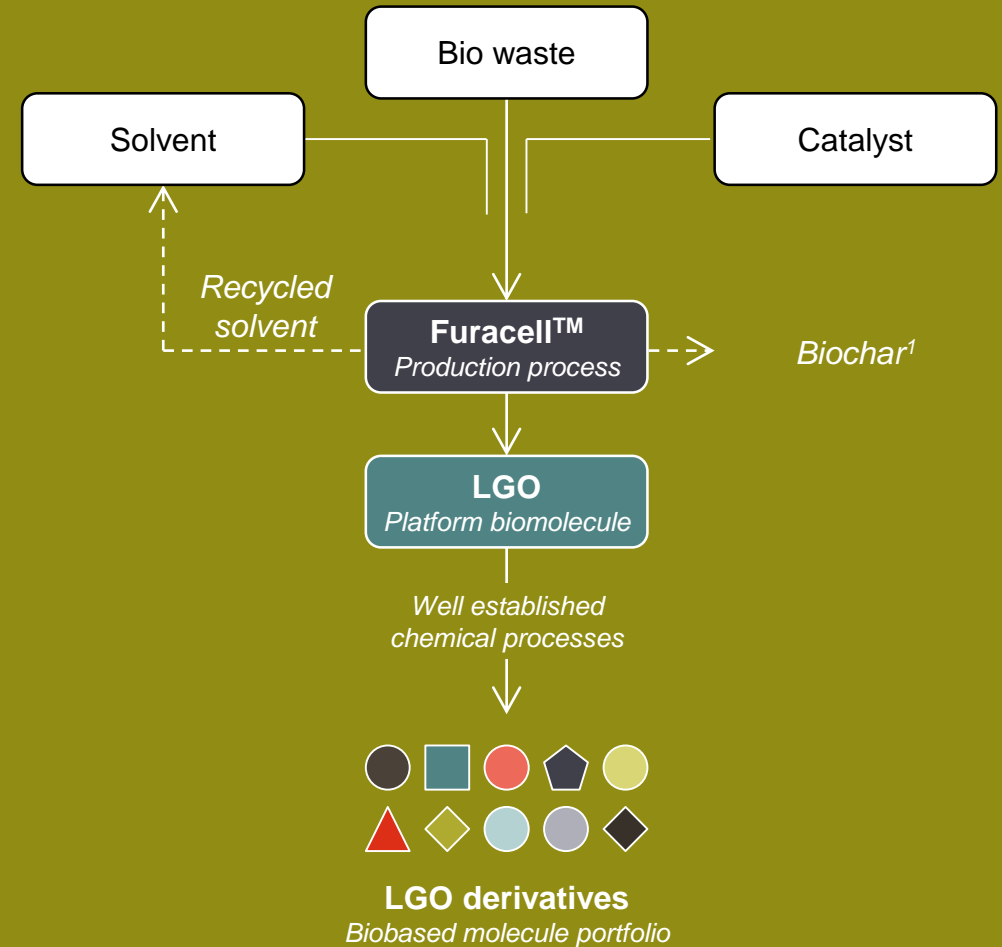 Bio waste
Solvent
Catalyst
Recycled
solvent
Furacell™
Production process
Biochar¹
LGO
Platform biomolecule
Well established
chemical processes
LGO derivatives
Biobased molecule portfolio